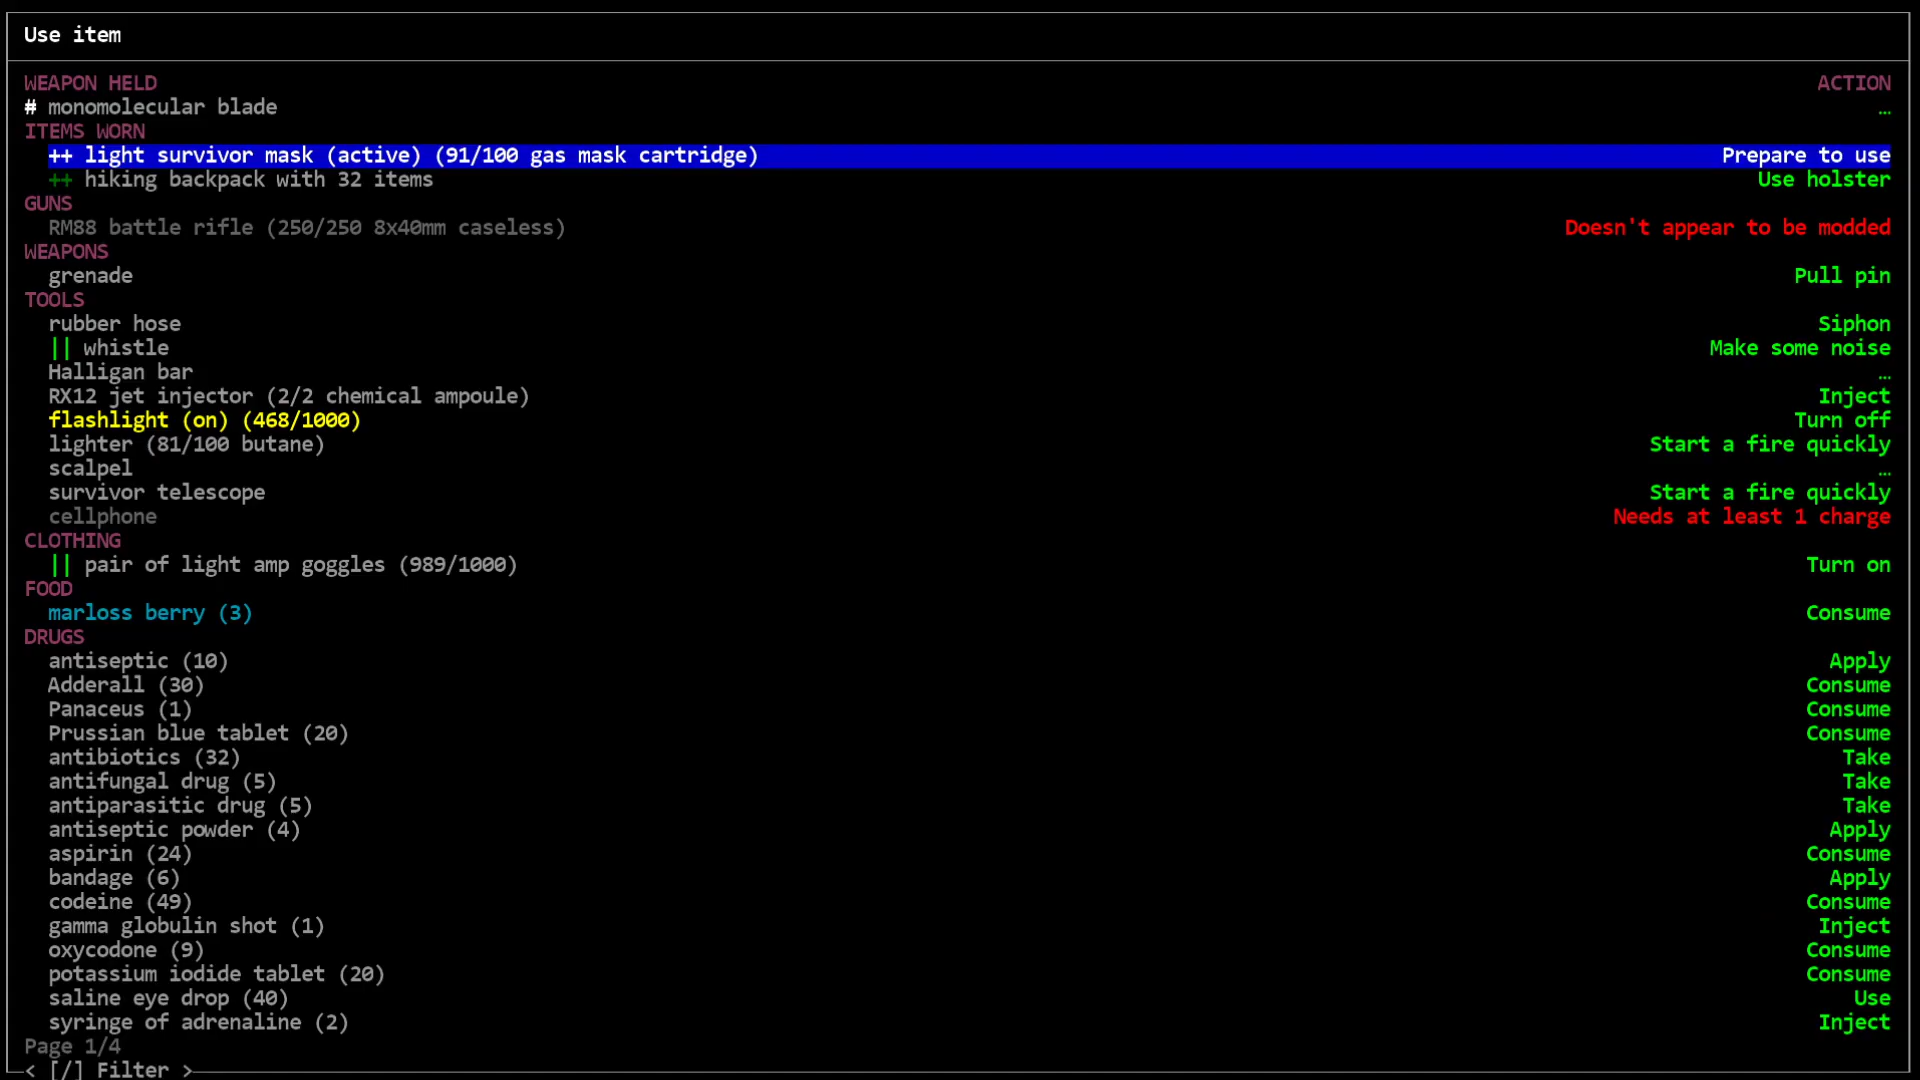 Use item
WEAPON HELD ACTION
# monomolecular blade …
ITEMS WORN
++ light survivor mask (active) (91/100 gas mask cartridge) Prepare to use
++ hiking backpack with 32 items Use holster
GUNS
RM88 battle rifle (250/250 8x40mm caseless) Doesn't appear to be modded
WEAPONS
grenade Pull pin
TOOLS
rubber hose Siphon
|| whistle Make some noise
Halligan bar …
RX12 jet injector (2/2 chemical ampoule) Inject
flashlight (on) (468/1000) Turn off
lighter (81/100 butane) Start a fire quickly
scalpel …
survivor telescope Start a fire quickly
cellphone Needs at least 1 charge
CLOTHING
|| pair of light amp goggles (989/1000) Turn on
FOOD
marloss berry (3) Consume
DRUGS
antiseptic (10) Apply
Adderall (30) Consume
Panaceus (1) Consume
Prussian blue tablet (20) Consume
antibiotics (32) Take
antifungal drug (5) Take
antiparasitic drug (5) Take
antiseptic powder (4) Apply
aspirin (24) Consume
bandage (6) Apply
codeine (49) Consume
gamma globulin shot (1) Inject
oxycodone (9) Consume
potassium iodide tablet (20) Consume
saline eye drop (40) Use
syringe of adrenaline (2) Inject
Page 1/4
< [/] Filter >